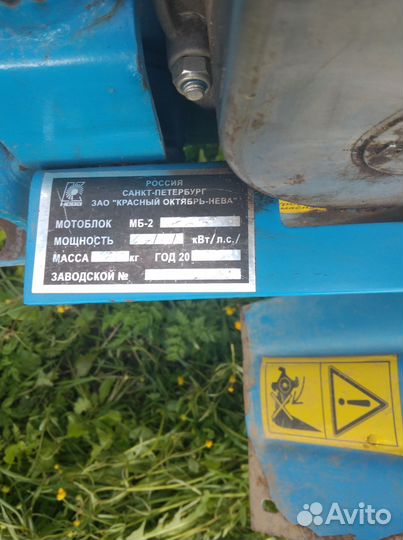 НЕВА
РОССИЯ
САНКТ-ПЕТЕРБУРГ
ЗАО "КРАСНЫЙ ОКТЯБРЬ-НЕВА"
МОТОБЛОК МБ-2
МОЩНОСТЬ / / кВт/л.с./
МАССА кг ГОД 20
ЗАВОДСКОЙ №
Avito